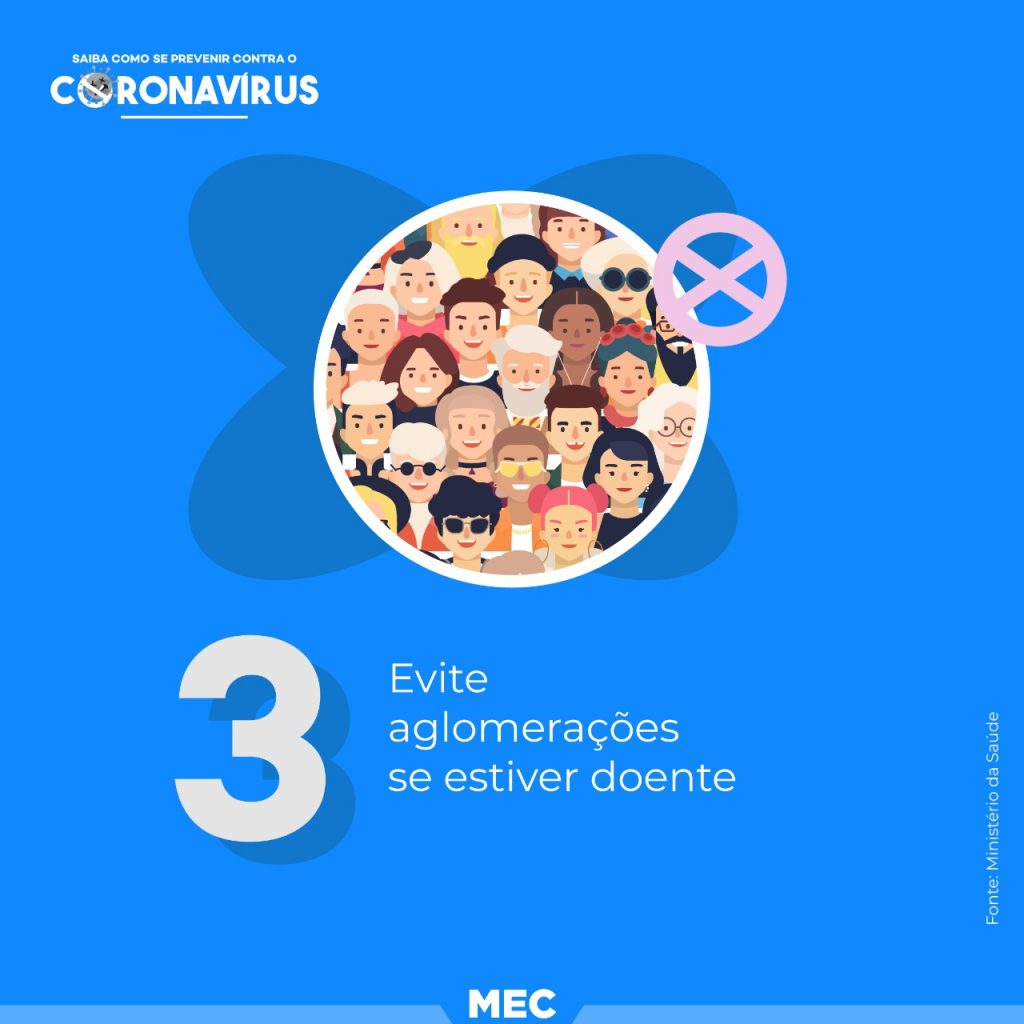 SAIBA COMO SE PREVENIR CONTRA O
CORONAVÍRUS
3
Evite
aglomerações
se estiver doente
Fonte: Ministério da Saúde
MEC